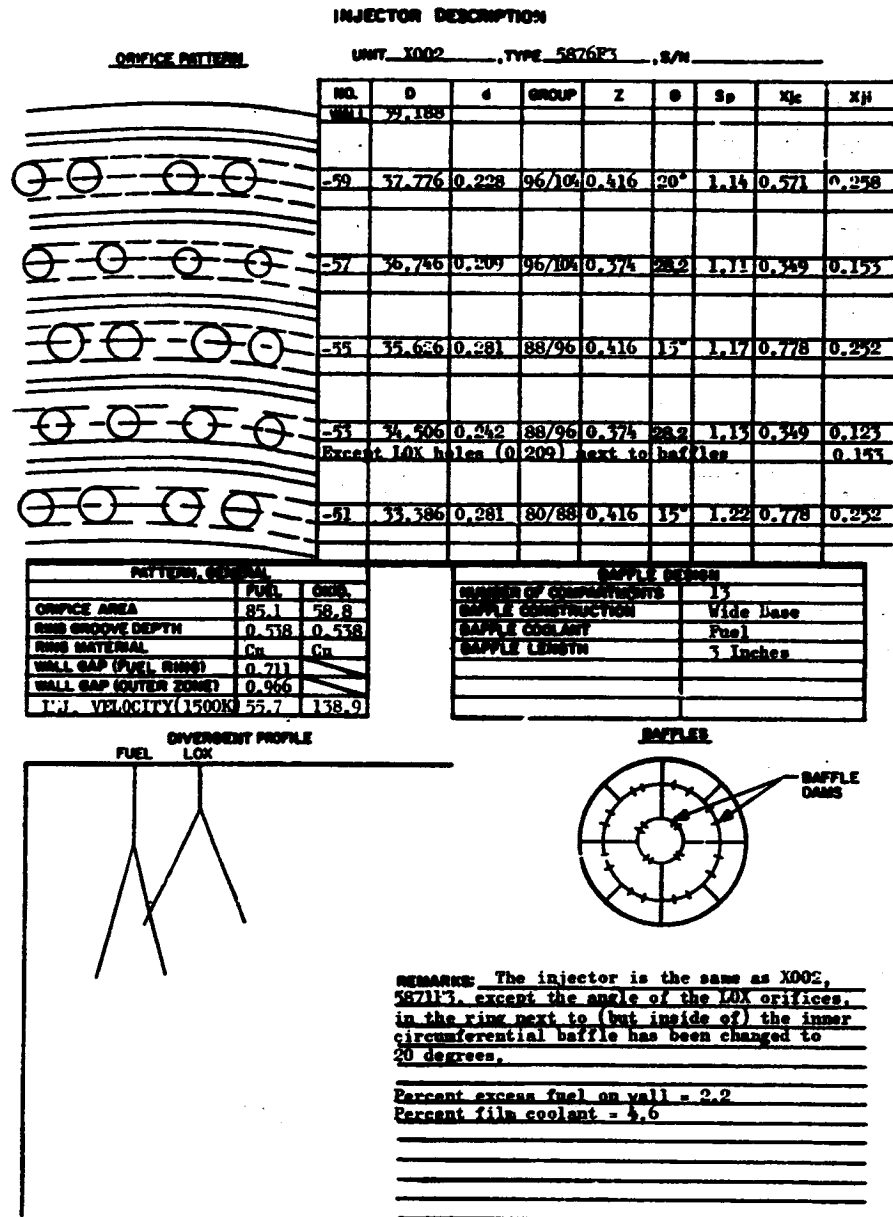 INJECTOR DESCRIPTION
ORIFICE PATTERN
UNIT X002 , TYPE 5876F3 , S/N
NO. D d GROUP Z θ Sp Xjc Xji
WALL 39.188
-59 37.776 0.228 96/104 0.416 20° 1.14 0.571 0.258
-57 36.746 0.209 96/104 0.374 28.2 1.11 0.349 0.153
-55 35.626 0.281 88/96 0.416 15° 1.17 0.778 0.252
-53 34.506 0.242 88/96 0.374 28.2 1.13 0.349 0.123
Except LOX holes (0.209) next to baffles 0.153
-51 33.386 0.281 80/88 0.416 15° 1.22 0.778 0.252
PATTERN, GENERAL
FUEL OXID.
ORIFICE AREA 85.1 58.8
RING GROOVE DEPTH 0.538 0.538
RING MATERIAL Cu Cu
WALL GAP (FUEL RING) 0.711
WALL GAP (OUTER ZONE) 0.966
VELOCITY(1500K) 55.7 138.9
BAFFLE DESIGN
NUMBER OF COMPARTMENTS 13
BAFFLE CONSTRUCTION Wide Base
BAFFLE COOLANT Fuel
BAFFLE LENGTH 3 Inches
DIVERGENT PROFILE
FUEL LOX
BAFFLES
BAFFLE
DAMS
REMARKS: The injector is the same as X002,
5871F3, except the angle of the LOX orifices,
in the ring next to (but inside of) the inner
circumferential baffle has been changed to
20 degrees.
Percent excess fuel on wall = 2.2
Percent film coolant = 4.6